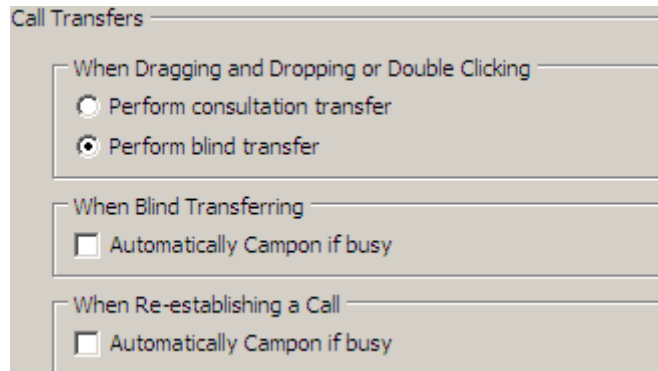 Call Transfers
When Dragging and Dropping or Double Clicking
Perform consultation transfer
Perform blind transfer
When Blind Transferring
Automatically Campon if busy
When Re-establishing a Call
Automatically Campon if busy